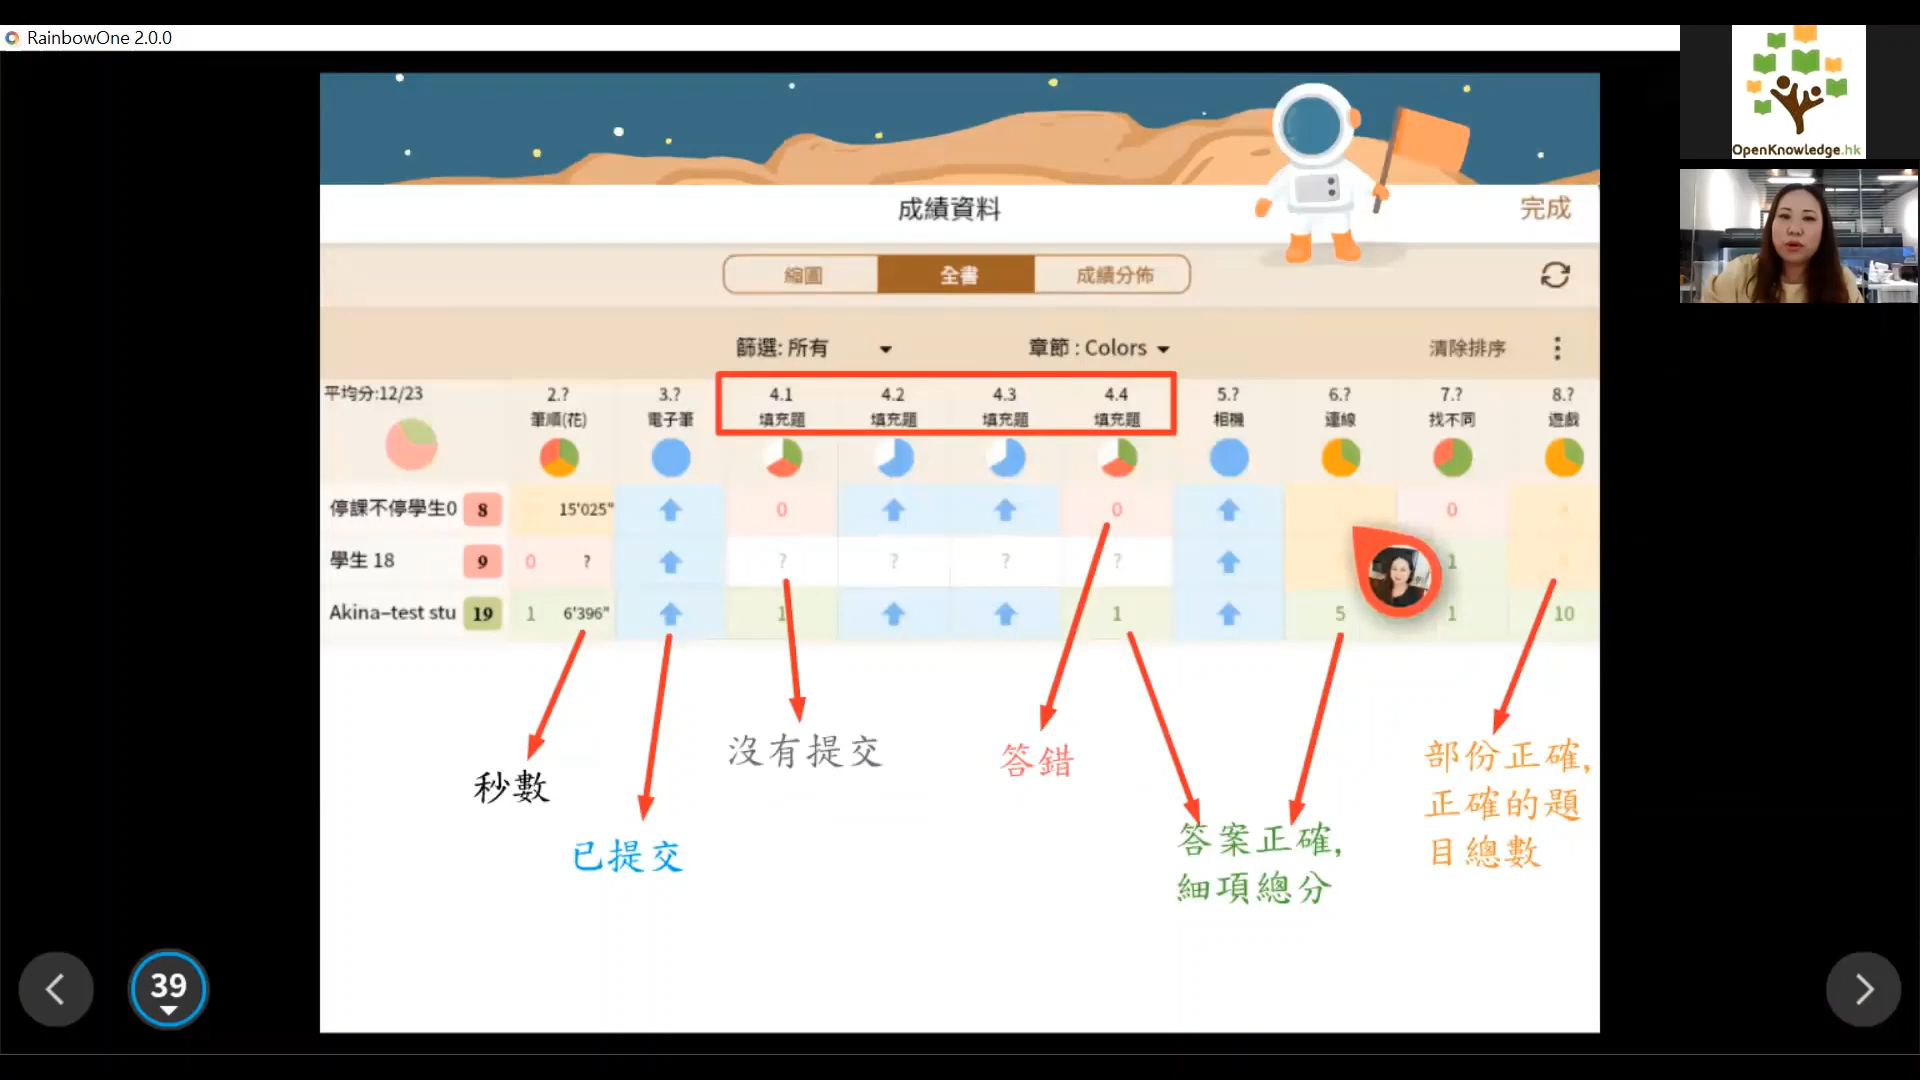 RainbowOne 2.0.0
OpenKnowledge.hk
成績資料
完成
縮圖 全書 成績分佈
篩選: 所有 章節 : Colors 清除排序
平均分:12/23 2.? 3.? 4.1 4.2 4.3 4.4 5.? 6.? 7.? 8.?
筆順(花) 電子筆 填充題 填充題 填充題 填充題 相機 連線 找不同 遊戲
停課不停學生0 8 15'025" 0 0 0
學生 18 9 0 ? ? ? ? ? 1
Akina-test stu 19 1 6'396" 1 1 5 1 10
秒數
已提交
沒有提交
答錯
答案正確,
細項總分
部份正確,
正確的題
目總數
39